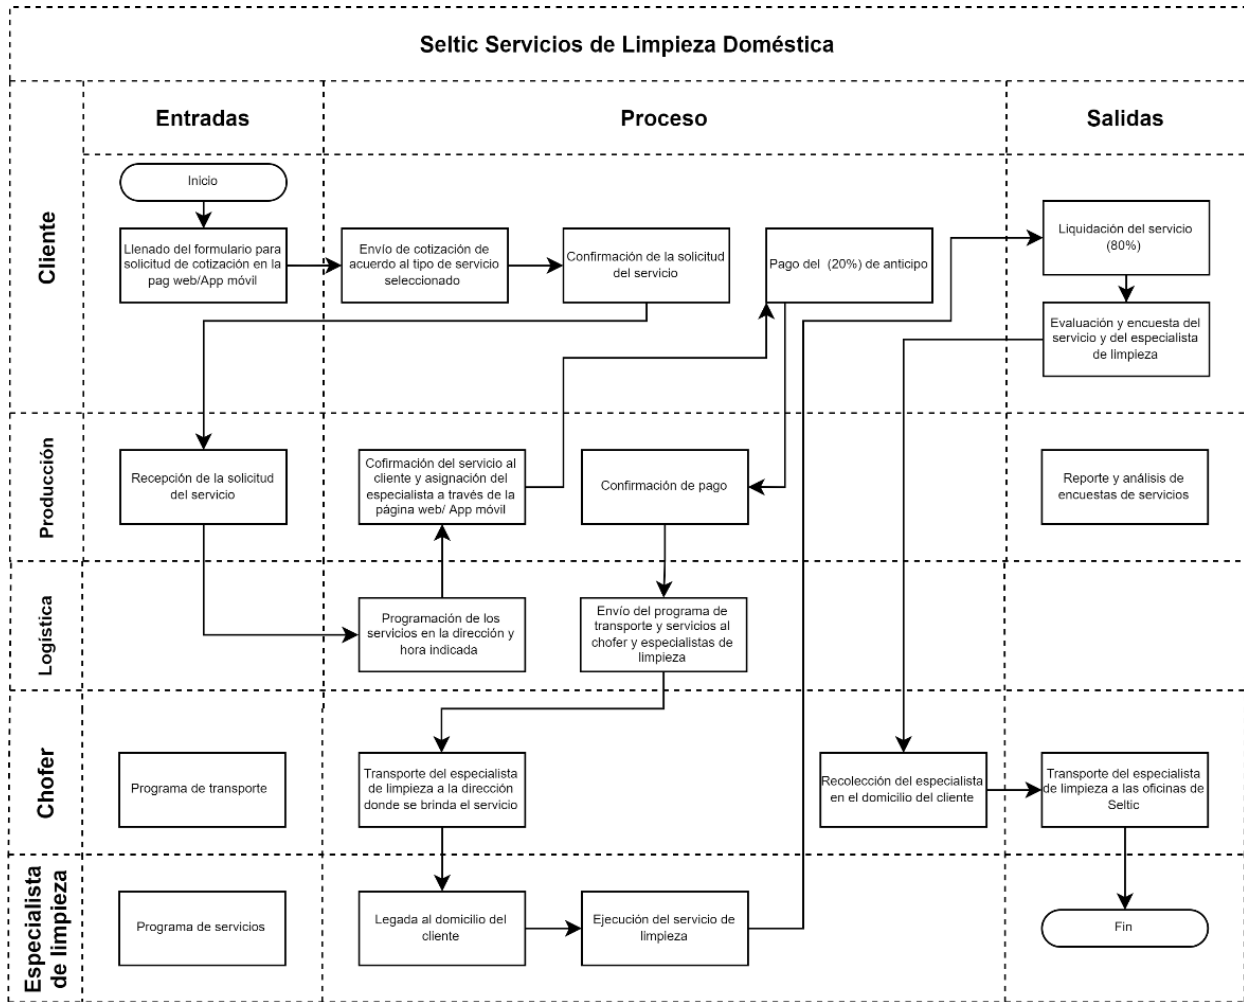 Seltic Servicios de Limpieza Doméstica
Entradas
Proceso
Salidas
Cliente
Inicio
Llenado del formulario para
solicitud de cotización en la
pag web/App móvil
Envío de cotización de
acuerdo al tipo de servicio
seleccionado
Confirmación de la solicitud
del servicio
Pago del (20%) de anticipo
Liquidación del servicio
(80%)
Evaluación y encuesta del
servicio y del especialista
de limpieza
Producción
Recepción de la solicitud
del servicio
Cofirmación del servicio al
cliente y asignación del
especialista a través de la
página web/ App móvil
Confirmación de pago
Reporte y análisis de
encuestas de servicios
Logística
Programación de los
servicios en la dirección y
hora indicada
Envío del programa de
transporte y servicios al
chofer y especialistas de
limpieza
Chofer
Programa de transporte
Transporte del especialista
de limpieza a la dirección
donde se brinda el servicio
Recolección del especialista
en el domicilio del cliente
Transporte del especialista
de limpieza a las oficinas de
Seltic
Especialista
de limpieza
Programa de servicios
Legada al domicilio del
cliente
Ejecución del servicio de
limpieza
Fin